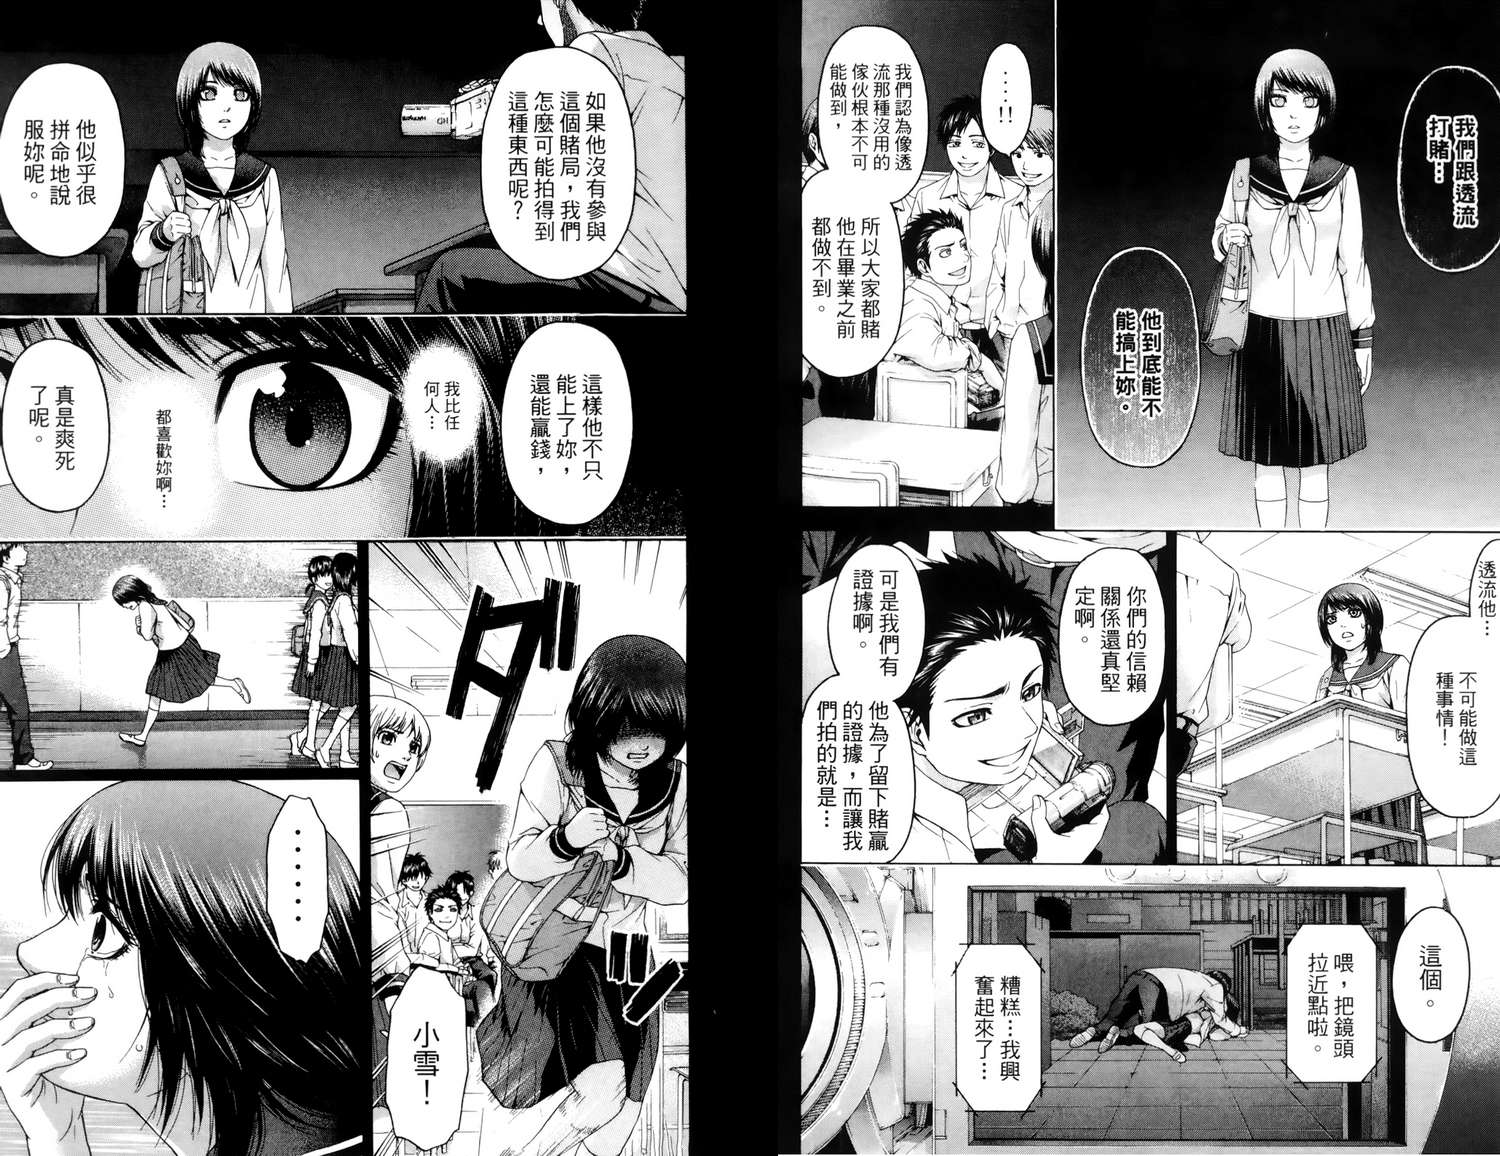 我們跟透流
打賭…
他到底能不
能搞上妳。
‥‥!!
我們認為像透
流那種沒用的
傢伙根本不可
能做到，
所以大家都賭
他在畢業之前
都做不到。
透流他…
不可能做這
種事情！
你們的信賴
關係還真堅
定啊。
可是我們有
證據啊。
他為了留下賭贏
的證據，而讓我
們拍的就是…
這個。
喂，把鏡頭
拉近點啦。
糟糕…我興
奮起來了…
如果他沒有參與
這個賭局，我們
怎麼可能拍得到
這種東西呢？
他似乎很
拼命地說
服妳呢。
這樣他不只
能上了妳，
還能贏錢，
我比任
何人…
都喜歡妳啊…
真是爽死
了呢。
ダッ
小雪！
‥‥‥